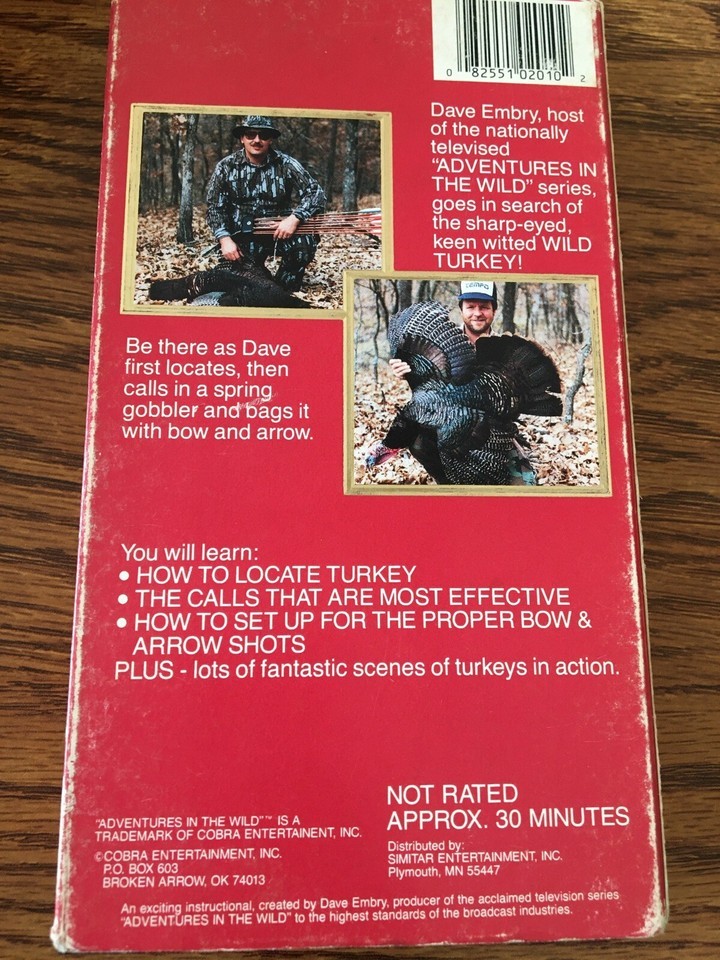 0 82551 02010 2
Dave Embry, host
of the nationally
televised
“ADVENTURES IN
THE WILD” series,
goes in search of
the sharp-eyed,
keen witted WILD
TURKEY!
Be there as Dave
first locates, then
calls in a spring
gobbler and bags it
with bow and arrow.
You will learn:
• HOW TO LOCATE TURKEY
• THE CALLS THAT ARE MOST EFFECTIVE
• HOW TO SET UP FOR THE PROPER BOW &
ARROW SHOTS
PLUS - lots of fantastic scenes of turkeys in action.
NOT RATED
APPROX. 30 MINUTES
"ADVENTURES IN THE WILD"™ IS A
TRADEMARK OF COBRA ENTERTAINENT, INC.
©COBRA ENTERTAINMENT, INC.
P.O. BOX 603
BROKEN ARROW, OK 74013
Distributed by:
SIMITAR ENTERTAINMENT, INC.
Plymouth, MN 55447
An exciting instructional, created by Dave Embry, producer of the acclaimed television series
"ADVENTURES IN THE WILD" to the highest standards of the broadcast industries.